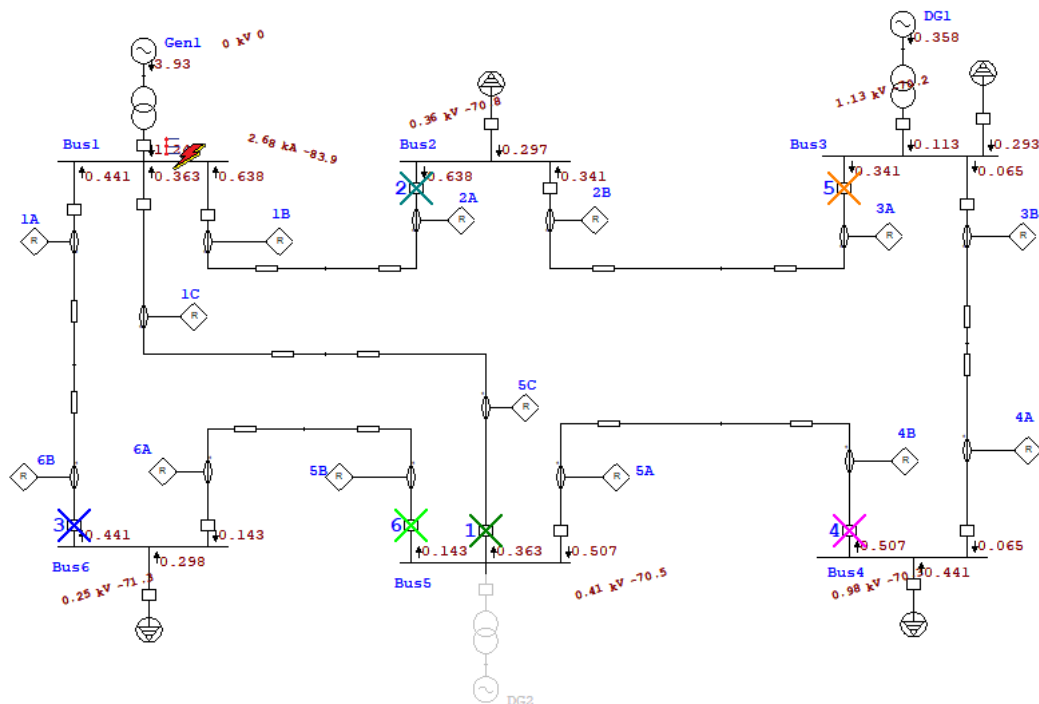 Gen1
0 kV 0
3.93
DG1
0.358
1.13 kV -70.2
0.36 kV -70.8
2.68 kA -83.9
Bus1
Bus2
0.297
Bus3
0.113
0.293
0.441
0.363
0.638
0.638
0.341
0.341
0.065
2
5
1A
R
1B
R
2A
R
2B
R
3A
R
3B
R
1C
R
5C
R
6B
R
6A
R
5B
R
5A
R
4B
R
4A
R
3
6
1
4
0.441
0.143
0.143
0.363
0.507
0.507
0.065
Bus6
0.298
Bus5
Bus4
0.441
0.25 kV -71.3
0.41 kV -70.5
DG2